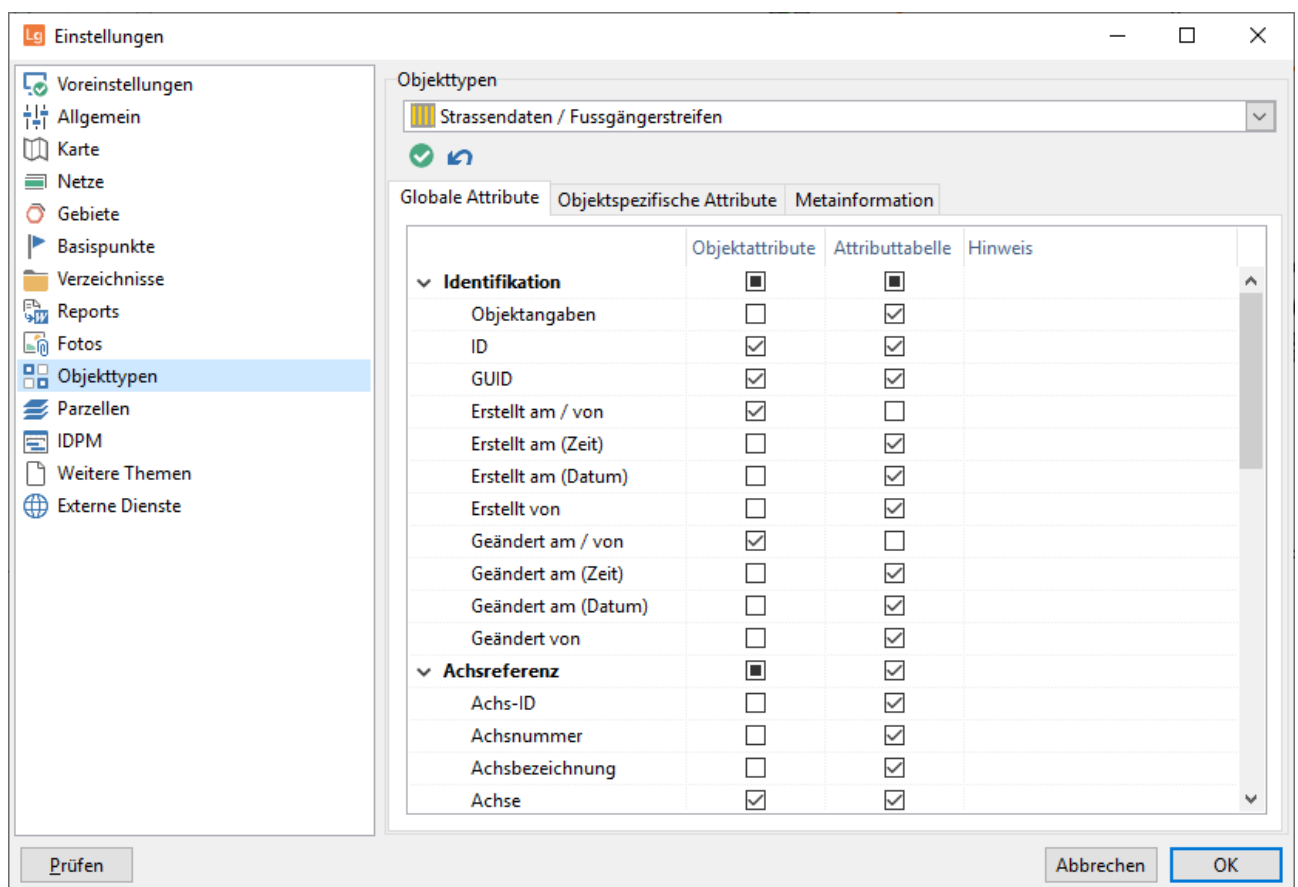 Lg Einstellungen
Voreinstellungen
Allgemein
Karte
Netze
Gebiete
Basispunkte
Verzeichnisse
Reports
Fotos
Objekttypen
Parzellen
IDPM
Weitere Themen
Externe Dienste
Objekttypen
Strassendaten / Fussgängerstreifen
Globale Attribute Objektspezifische Attribute Metainformation
Objektattribute Attributtabelle Hinweis
Identifikation
Objektangaben
ID
GUID
Erstellt am / von
Erstellt am (Zeit)
Erstellt am (Datum)
Erstellt von
Geändert am / von
Geändert am (Zeit)
Geändert am (Datum)
Geändert von
Achsreferenz
Achs-ID
Achsnummer
Achsbezeichnung
Achse
Prüfen Abbrechen OK